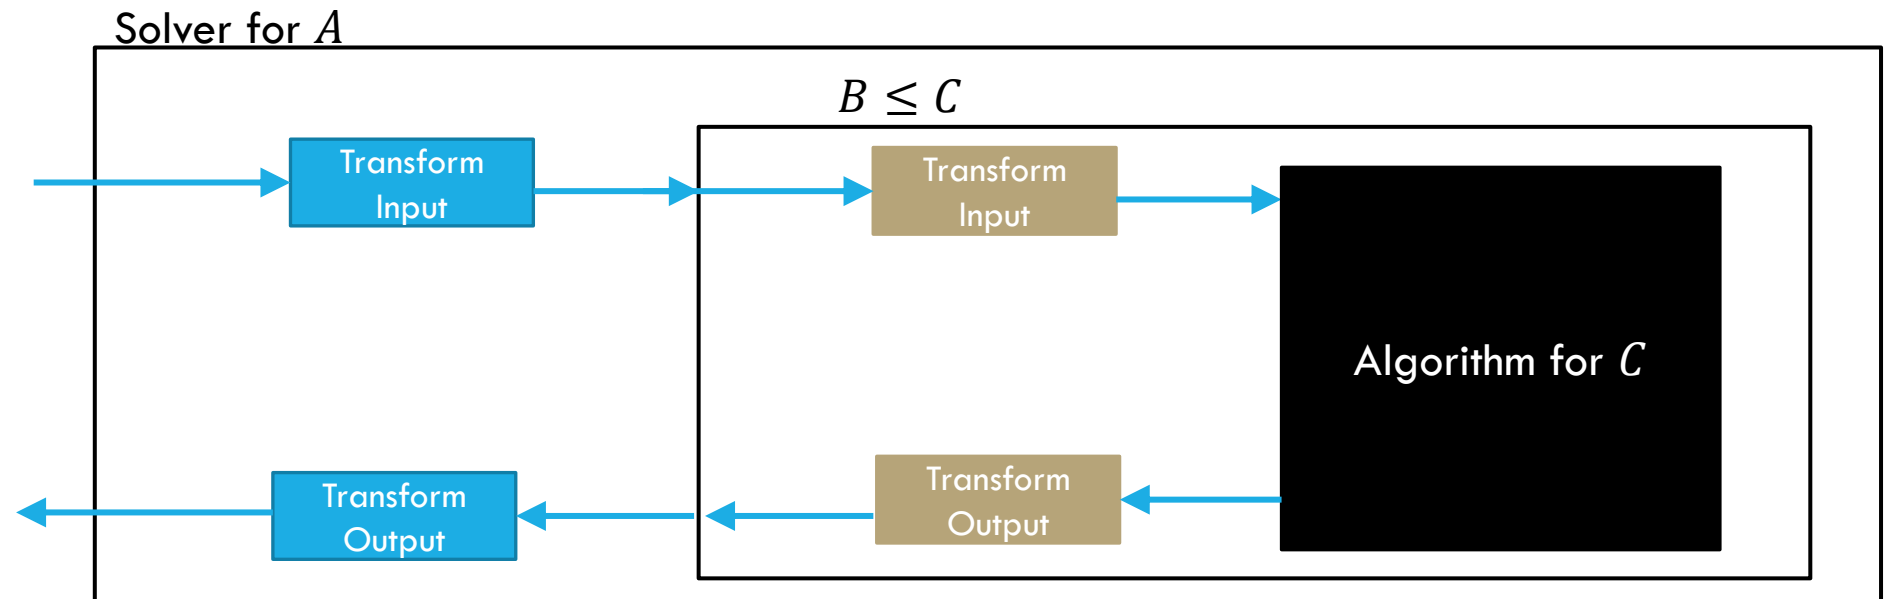 Solver for A
B ≤ C
Transform
Input
Transform
Input
Algorithm for C
Transform
Output
Transform
Output